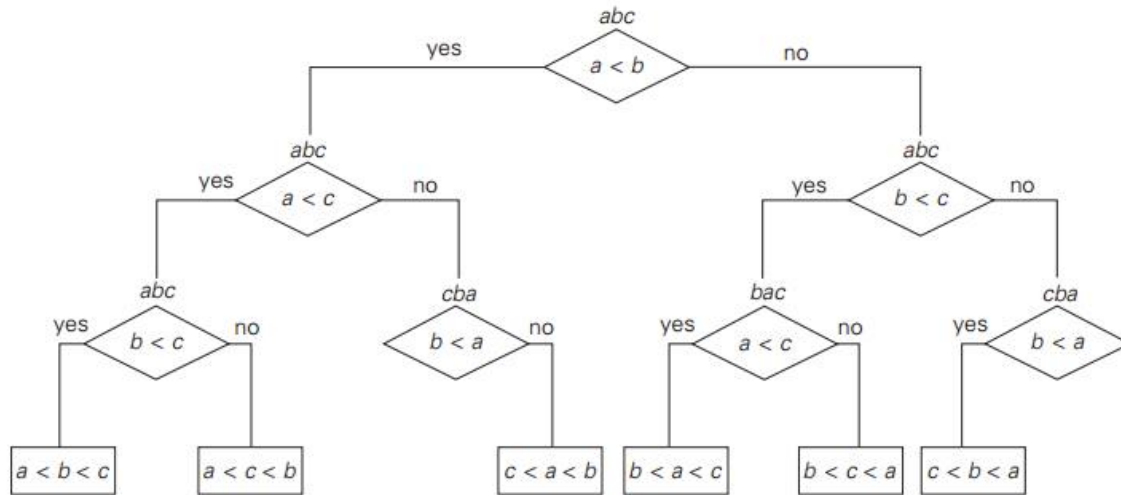 abc
yes
a < b
no
abc
abc
yes
a < c
no
yes
b < c
no
abc
cba
bac
cba
yes
b < c
no
b < a
no
yes
a < c
no
yes
b < a
a < b < c
a < c < b
c < a < b
b < a < c
b < c < a
c < b < a